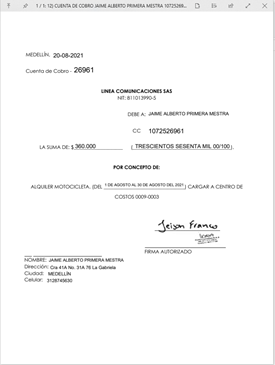 1 / 1: 12) CUENTA DE COBRO JAIME ALBERTO PRIMERA MESTRA 10725269...
MEDELLÍN, 20-08-2021
Cuenta de Cobro - 26961
LINEA COMUNICACIONES SAS
NIT: 811013990-5
DEBE A: JAIME ALBERTO PRIMERA MESTRA
CC 1072526961
LA SUMA DE: $ 360.000 ( TRESCIENTOS SESENTA MIL 00/100 ).
POR CONCEPTO DE:
ALQUILER MOTOCICLETA. (DEL 1 DE AGOSTO AL 30 DE AGOSTO DEL 2021) CARGAR A CENTRO DE
COSTOS 0009-0003
Jeison Franco
FIRMA AUTORIZADO
NOMBRE: JAIME ALBERTO PRIMERA MESTRA
Dirección: Cra 41A No. 31A 76 La Gabriela
Ciudad: MEDELLÍN
Celular: 3128745630